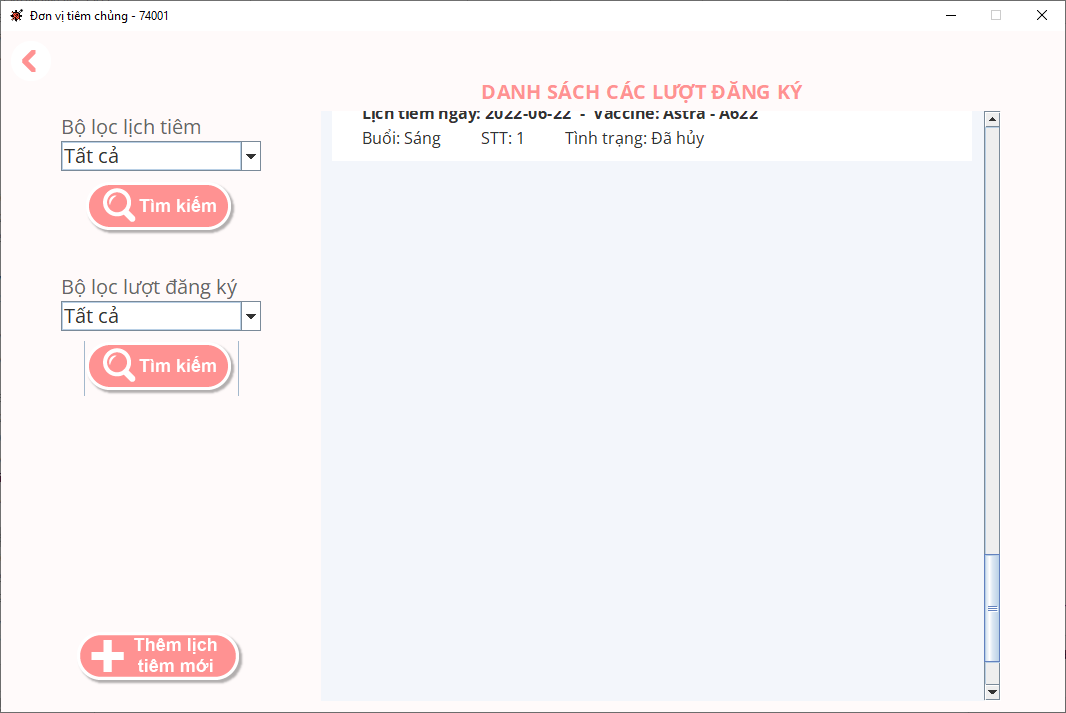 Đơn vị tiêm chủng - 74001
DANH SÁCH CÁC LƯỢT ĐĂNG KÝ
Bộ lọc lịch tiêm
Tất cả
Tìm kiếm
Bộ lọc lượt đăng ký
Tất cả
Tìm kiếm
Thêm lịch
tiêm mới
Lịch tiêm ngày: 2022-06-22 - Vaccine: Astra - A622
Buổi: Sáng STT: 1 Tình trạng: Đã hủy